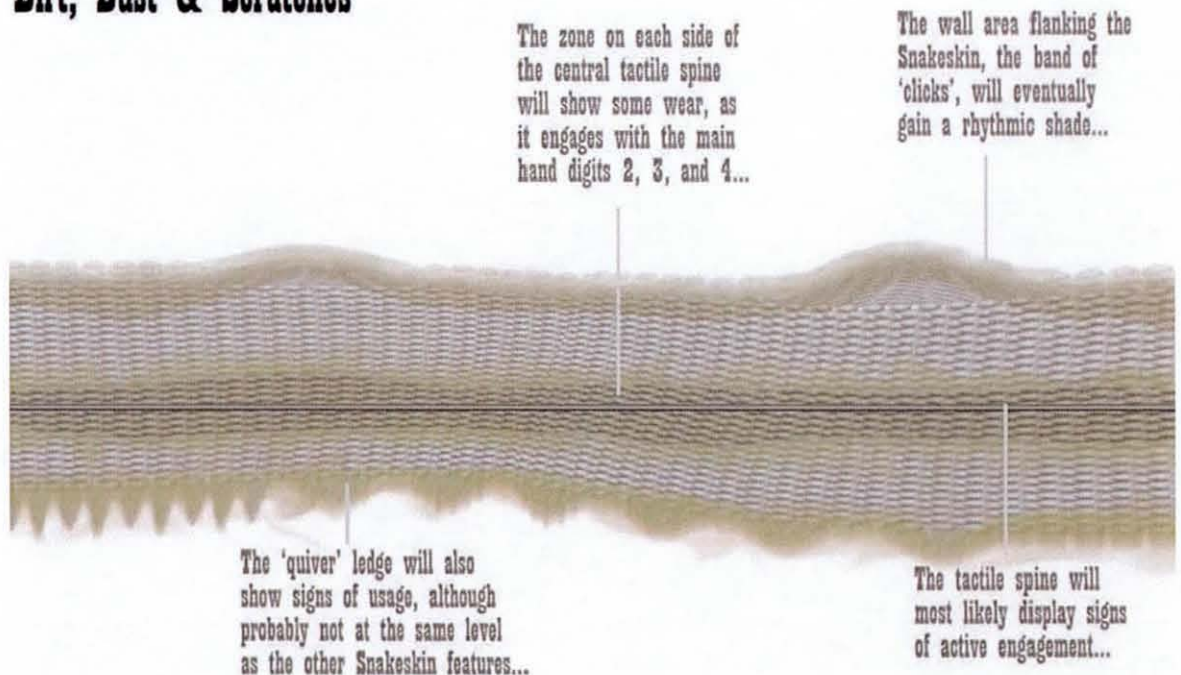 Dirt, Dust & Scratches
The zone on each side of
the central tactile spine
will show some wear, as
it engages with the main
hand digits 2, 3, and 4...
The wall area flanking the
Snakeskin, the band of
‘clicks’, will eventually
gain a rhythmic shade...
The ‘quiver’ ledge will also
show signs of usage, although
probably not at the same level
as the other Snakeskin features...
The tactile spine will
most likely display signs
of active engagement...